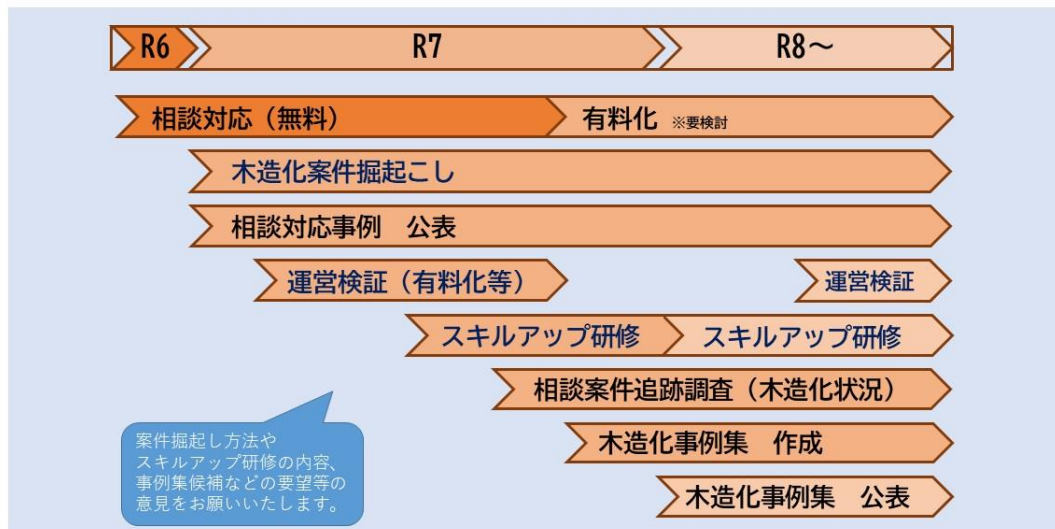 R6 R7 R8～
相談対応（無料） 有料化 ※要検討
木造化案件掘起こし
相談対応事例　公表
運営検証（有料化等） 運営検証
スキルアップ研修 スキルアップ研修
相談案件追跡調査（木造化状況）
木造化事例集　作成
木造化事例集　公表
案件掘起し方法や
スキルアップ研修の内容、
事例集候補などの要望等の
意見をお願いいたします。